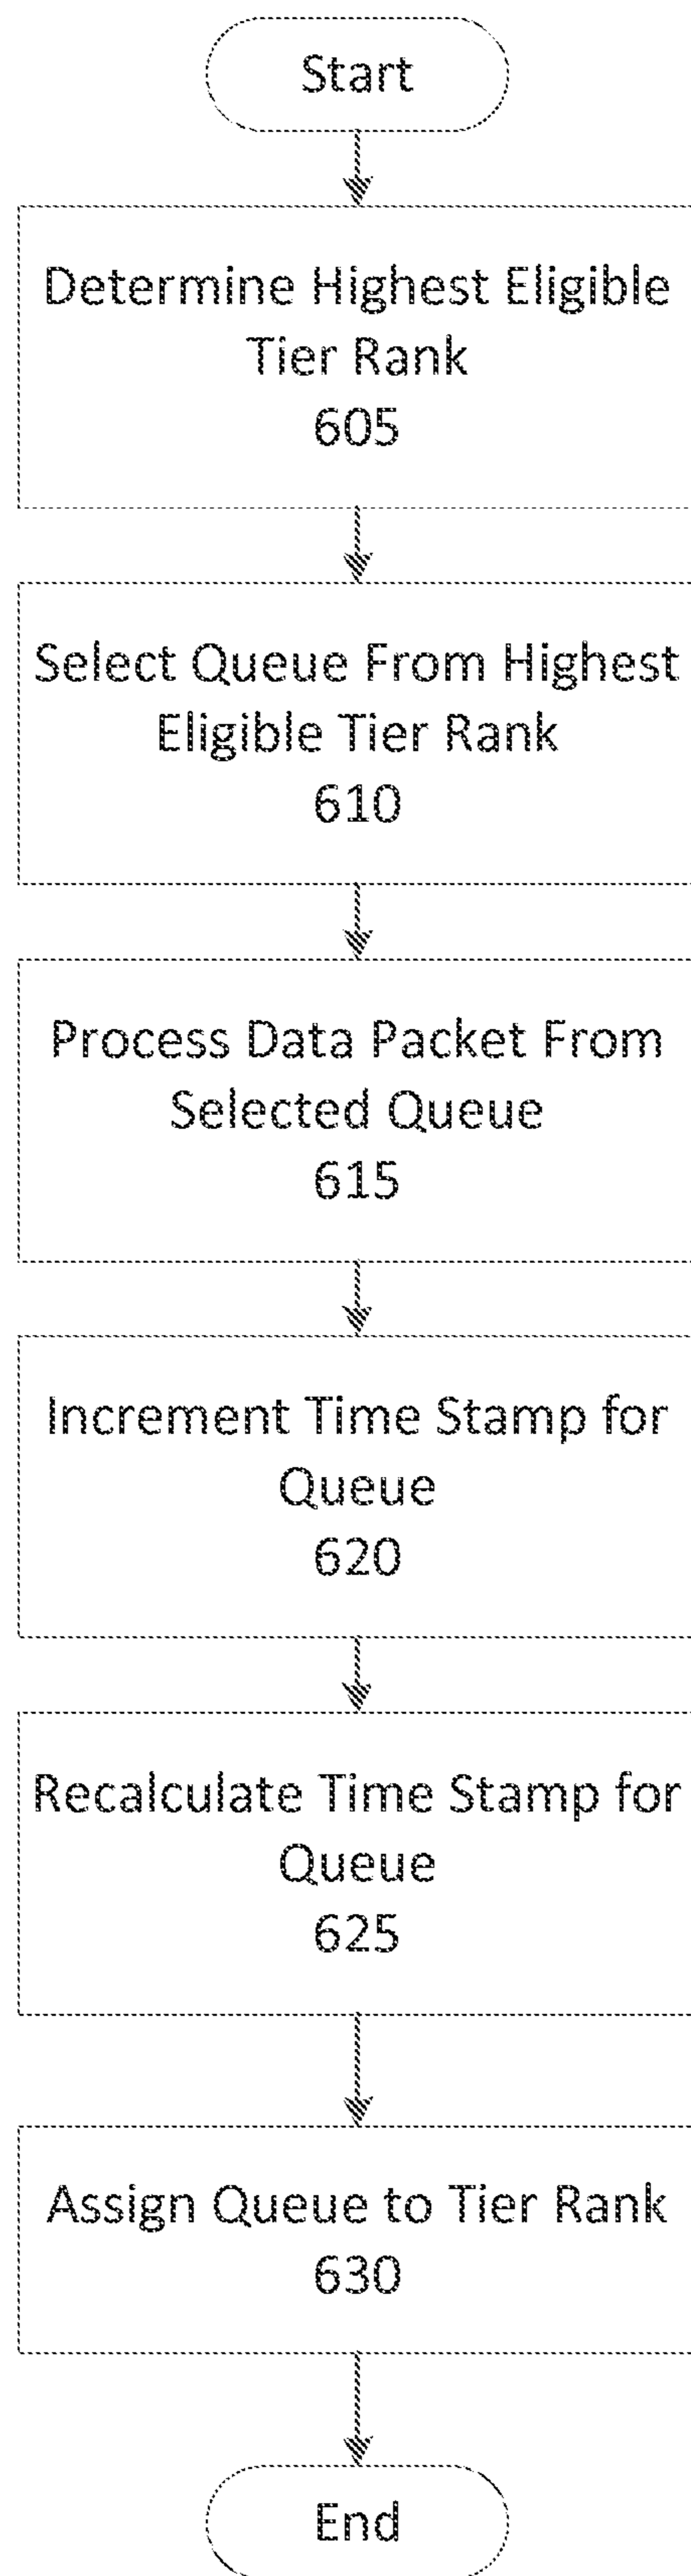 Start
Determine Highest Eligible
Tier Rank
605
Select Queue From Highest
Eligible Tier Rank
610
Process Data Packet From
Selected Queue
615
Increment Time Stamp for
Queue
620
Recalculate Time Stamp for
Queue
625
Assign Queue to Tier Rank
630
End